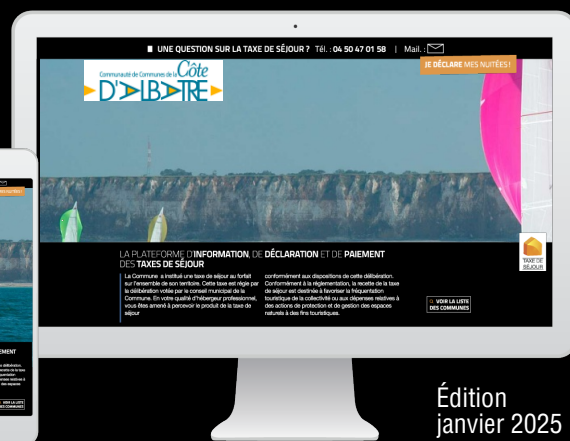 UNE QUESTION SUR LA TAXE DE SÉJOUR ? Tél. : 04 50 47 01 58 | Mail. :
JE DÉCLARE MES NUITÉES !
Communauté de Communes de la Côte
D'ALBATRE
LA PLATEFORME D'INFORMATION, DE DÉCLARATION ET DE PAIEMENT
DES TAXES DE SÉJOUR
La Commune a institué une taxe de séjour au forfait
sur l'ensemble de son territoire. Cette taxe est régie par
la délibération votée par le conseil municipal de la
Commune. En votre qualité d'hébergeur professionnel,
vous êtes amené à percevoir le produit de la taxe de
séjour
conformément aux dispositions de cette délibération.
Conformément à la réglementation, la recette de la taxe
de séjour est destinée à favoriser la fréquentation
touristique de la collectivité ou aux dépenses relatives à
des actions de protection et de gestion des espaces
naturels à des fins touristiques.
TAXE DE
SÉJOUR
VOIR LA LISTE
DES COMMUNES
VOIR LA LISTE
DES COMMUNES
Édition
janvier 2025